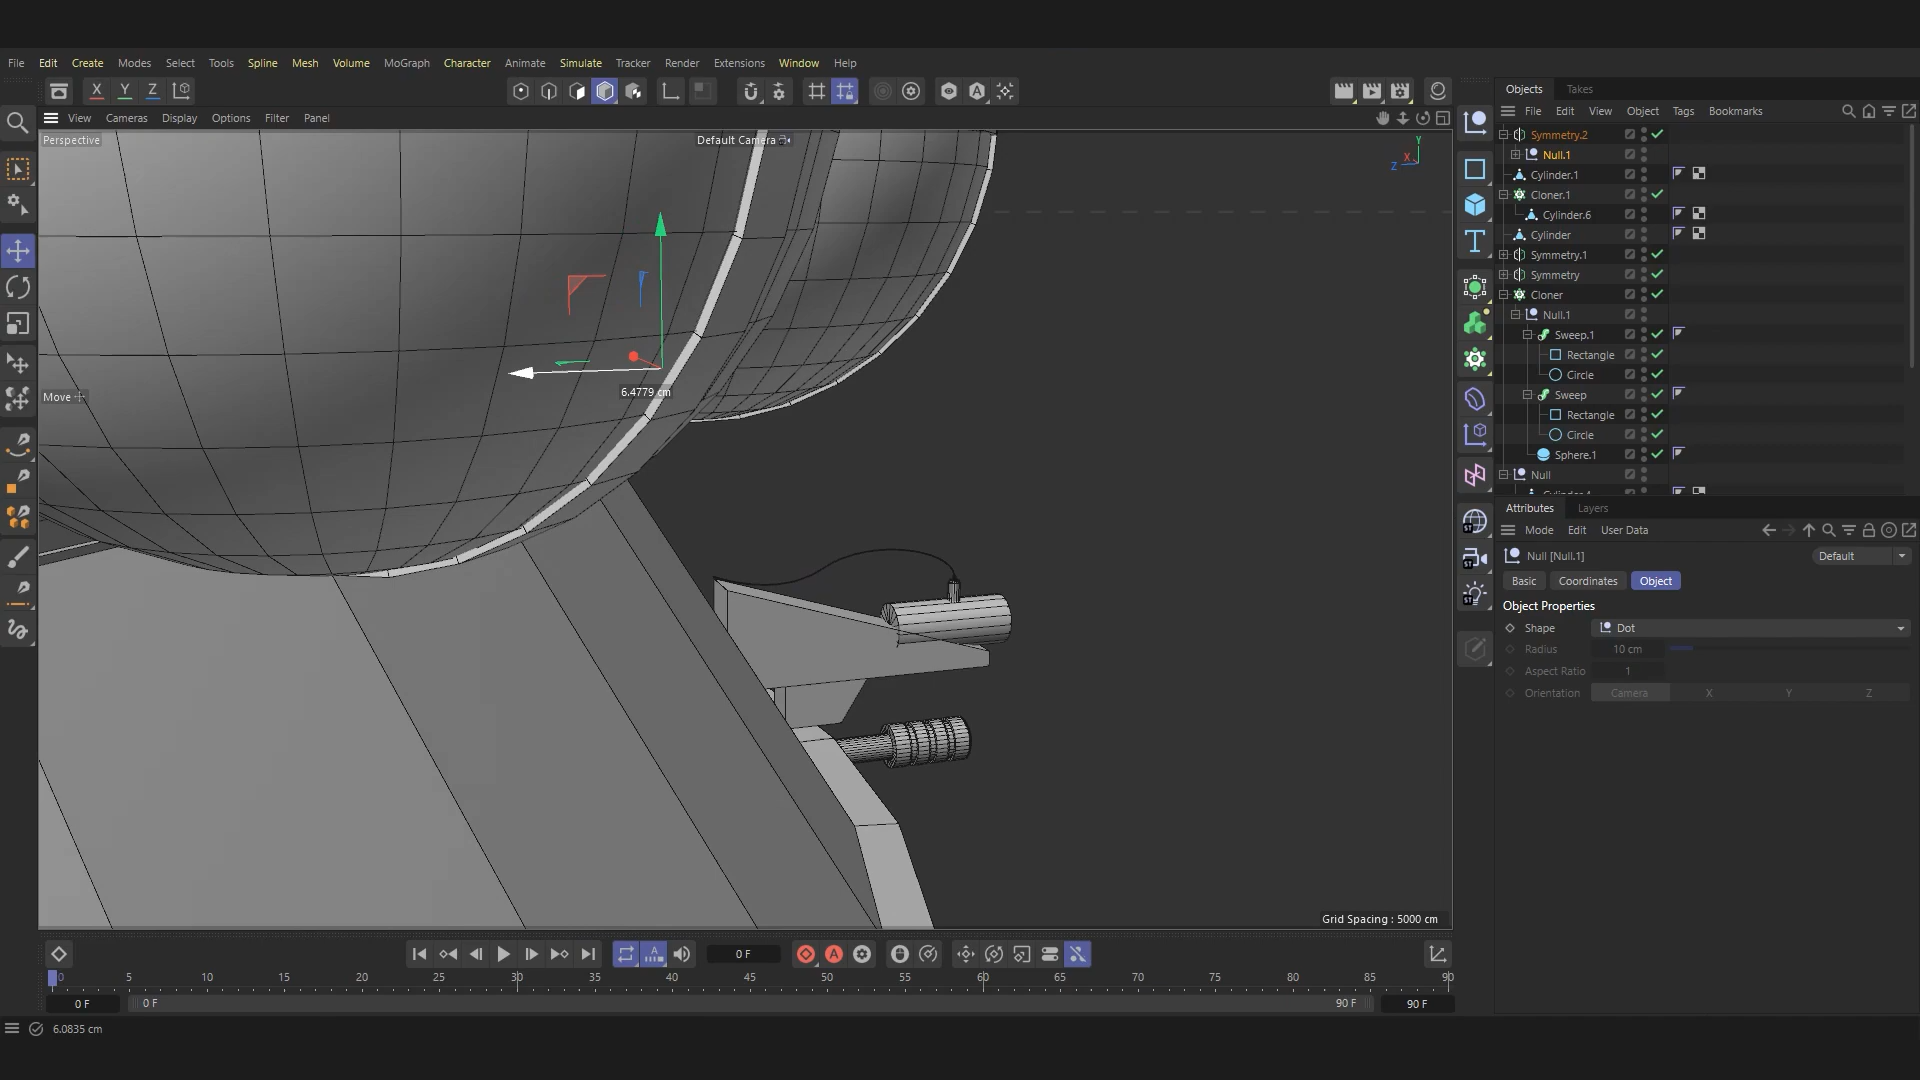 File Edit Create Modes Select Tools Spline Mesh Volume MoGraph Character Animate Simulate Tracker Render Extensions Window Help
X Y Z
View Cameras Display Options Filter Panel
Perspective
Default Camera
Y
X
Z
6.4779 cm
Move
Grid Spacing : 5000 cm
Objects Takes
File Edit View Object Tags Bookmarks
Symmetry.2
Null.1
Cylinder.1
Cloner.1
Cylinder.6
Cylinder
Symmetry.1
Symmetry
Cloner
Null.1
Sweep.1
Rectangle
Circle
Sweep
Rectangle
Circle
Sphere.1
Null
Cylinder.4
Attributes Layers
Mode Edit User Data
Null [Null.1]
Default
Basic Coordinates Object
Object Properties
Shape Dot
Radius 10 cm
Aspect Ratio 1
Orientation Camera X Y Z
0 F
0 5 10 15 20 25 30 35 40 45 50 55 60 65 70 75 80 85 90
0 F 0 F 90 F 90 F
6.0835 cm